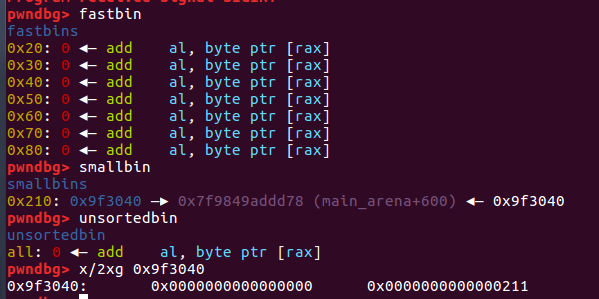 pwndbg> fastbin
fastbins
0x20: 0 ◂— add    al, byte ptr [rax]
0x30: 0 ◂— add    al, byte ptr [rax]
0x40: 0 ◂— add    al, byte ptr [rax]
0x50: 0 ◂— add    al, byte ptr [rax]
0x60: 0 ◂— add    al, byte ptr [rax]
0x70: 0 ◂— add    al, byte ptr [rax]
0x80: 0 ◂— add    al, byte ptr [rax]
pwndbg> smallbin
smallbins
0x210: 0x9f3040 —▸ 0x7f9849addd78 (main_arena+600) ◂— 0x9f3040
pwndbg> unsortedbin
unsortedbin
all: 0 ◂— add    al, byte ptr [rax]
pwndbg> x/2xg 0x9f3040
0x9f3040:       0x0000000000000000      0x0000000000000211